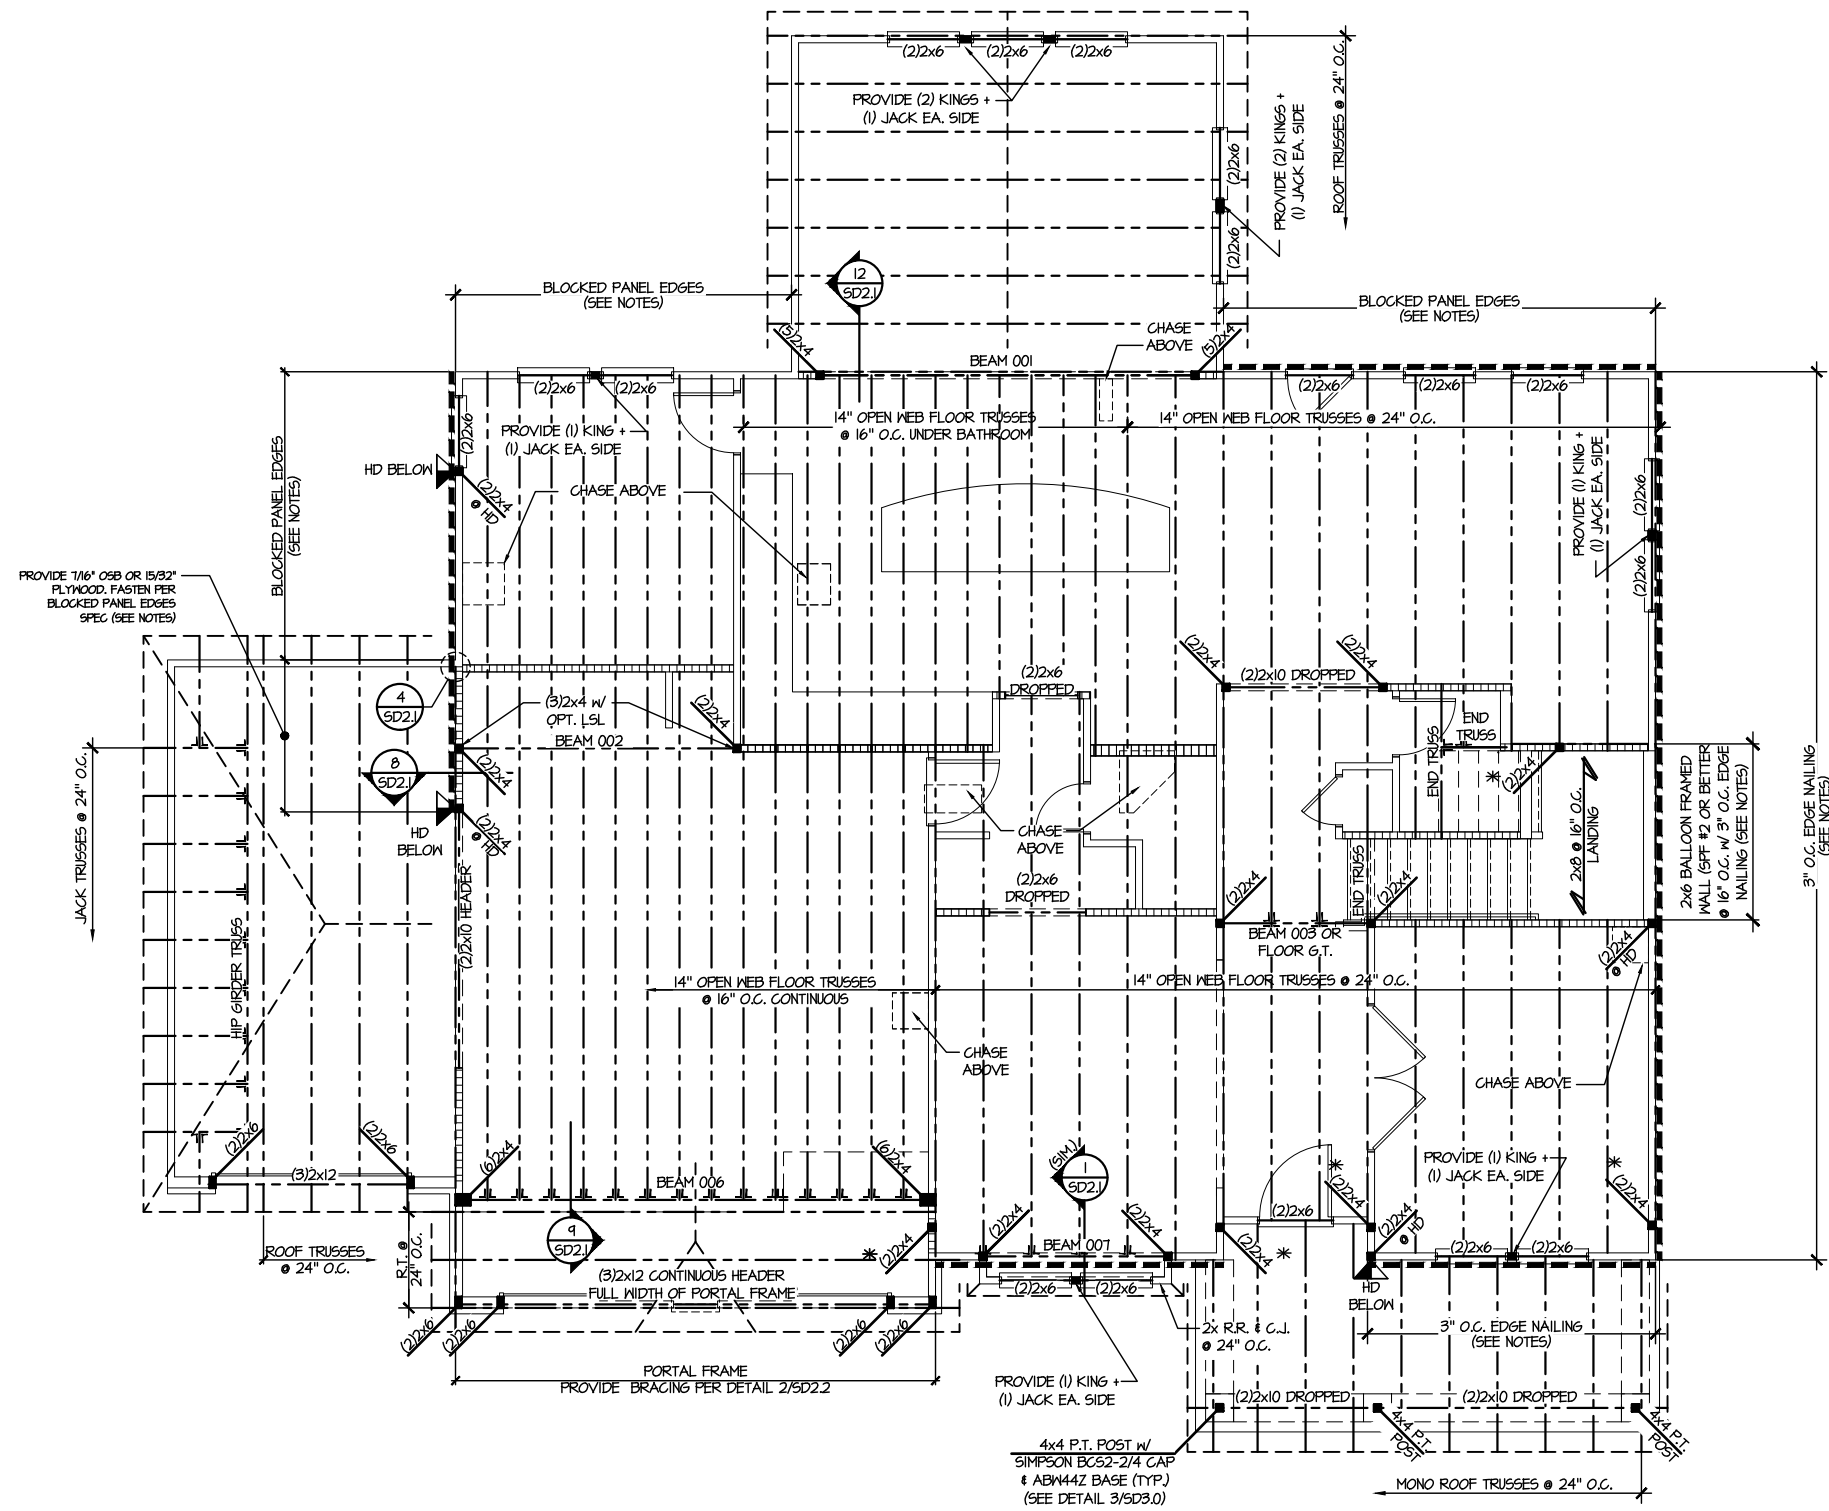 (2)2x6
(2)2x6
(2)2x6
PROVIDE (2) KINGS +
(1) JACK EA. SIDE
ROOF TRUSSES @ 24" O.C.
PROVIDE (2) KINGS +
(1) JACK EA. SIDE
(2)2x6
(2)2x6
12
SD2.1
BLOCKED PANEL EDGES
(SEE NOTES)
BLOCKED PANEL EDGES
(SEE NOTES)
(5)2x4
CHASE
ABOVE
(5)2x4
BEAM 001
(2)2x6
(2)2x6
(2)2x6
(2)2x6
(2)2x6
(2)2x6
14" OPEN WEB FLOOR TRUSSES
@ 16" O.C. UNDER BATHROOM
14" OPEN WEB FLOOR TRUSSES @ 24" O.C.
PROVIDE (1) KING +
(1) JACK EA. SIDE
HD BELOW
(2)2x4
@ HD
CHASE ABOVE
BLOCKED PANEL EDGES
(SEE NOTES)
PROVIDE (1) KING +
(1) JACK EA. SIDE
(2)2x6
(2)2x6
PROVIDE 7/16" OSB OR 15/32"
PLYWOOD. FASTEN PER
BLOCKED PANEL EDGES
SPEC (SEE NOTES)
4
SD2.1
(3)2x4 W/
OPT. LSL
(2)2x4
BEAM 002
(2)2x6
DROPPED
(2)2x4
(2)2x10 DROPPED
(2)2x4
END
TRUSS
END TRUSS
8
SD2.1
(2)2x4
(2)2x4
JACK TRUSSES @ 24" O.C.
HD
BELOW
(2)2x4
@ HD
CHASE
ABOVE
2x8 @ 16" O.C.
LANDING
2x6 BALLOON FRAMED
WALL (SPF #2 OR BETTER
@ 16" O.C. W/ 3" O.C. EDGE
NAILING (SEE NOTES)
3" O.C. EDGE NAILING
(SEE NOTES)
(2)2x10 HEADER
(2)2x6
DROPPED
(2)2x4
END TRUSS
(2)2x4
BEAM 003 OR
FLOOR G.T.
(2)2x4
@ HD
HIP GIRDER TRUSS
14" OPEN WEB FLOOR TRUSSES
@ 16" O.C. CONTINUOUS
14" OPEN WEB FLOOR TRUSSES @ 24" O.C.
CHASE
ABOVE
CHASE ABOVE
(2)2x6
(2)2x6
(3)2x12
(6)2x4
(6)2x4
BEAM 006
(SIM.)
1
SD2.1
PROVIDE (1) KING +
(1) JACK EA. SIDE
(2)2x4
(2)2x4
(2)2x4
(2)2x4
@ HD
(2)2x6
(2)2x4
ROOF TRUSSES
@ 24" O.C.
R.T. @
24" O.C.
9
SD2.1
(2)2x4
BEAM 007
(2)2x4
(2)2x6
(2)2x6
(3)2x12 CONTINUOUS HEADER
FULL WIDTH OF PORTAL FRAME
(2)2x6
(2)2x6
HD
BELOW
(2)2x6
(2)2x6
(2)2x6
(2)2x6
2x R.R. & C.J.
@ 24" O.C.
3" O.C. EDGE NAILING
(SEE NOTES)
PORTAL FRAME
PROVIDE BRACING PER DETAIL 2/SD2.2
PROVIDE (1) KING +
(1) JACK EA. SIDE
(2)2x10 DROPPED
(2)2x10 DROPPED
4x4 P.T.
POST
4x4 P.T.
POST
4x4 P.T. POST W/
SIMPSON BCS2-2/4 CAP
& ABW44Z BASE (TYP.)
(SEE DETAIL 3/SD3.0)
MONO ROOF TRUSSES @ 24" O.C.